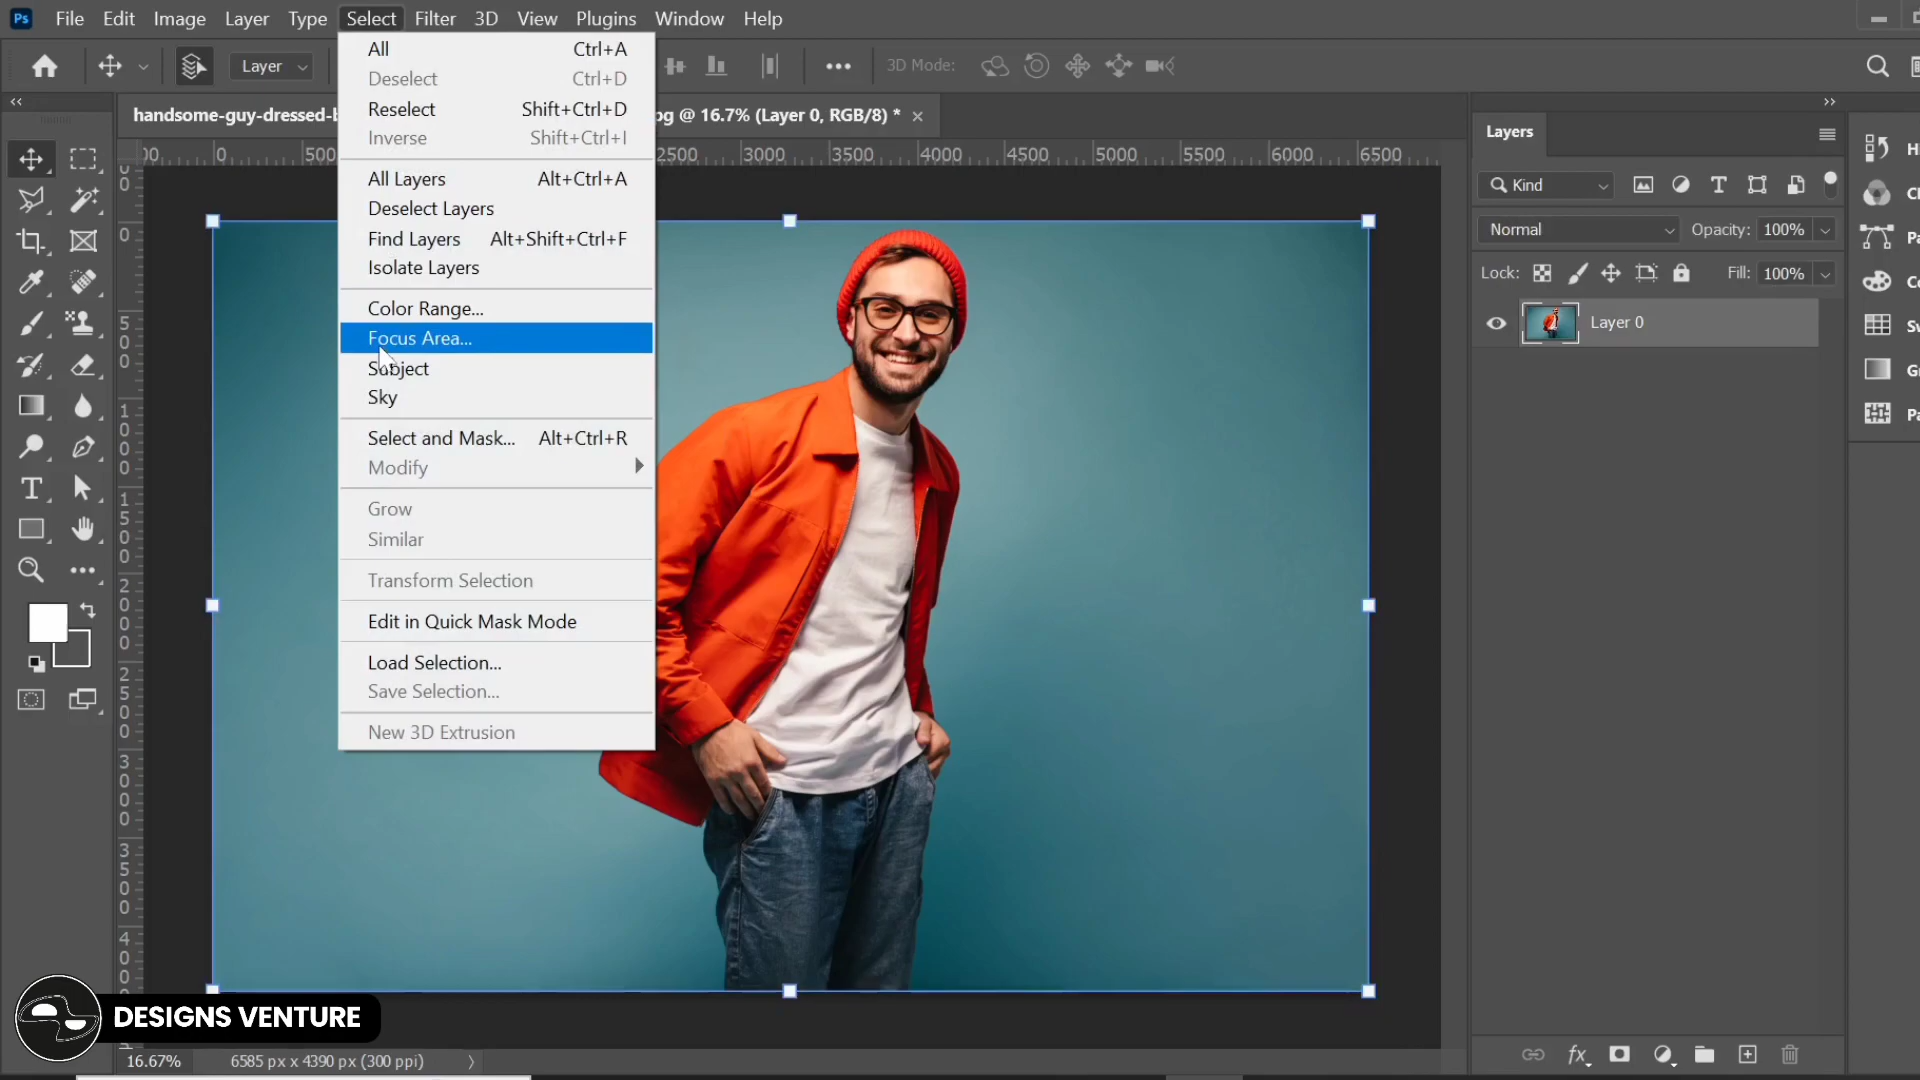 Ps File Edit Image Layer Type Select Filter 3D View Plugins Window Help
Layer
3D Mode:
handsome-guy-dressed-
pg @ 16.7% (Layer 0, RGB/8) *
0 500
2500 3000 3500 4000 4500 5000 5500 6000 6500
All Ctrl+A
Deselect Ctrl+D
Reselect Shift+Ctrl+D
Inverse Shift+Ctrl+I
All Layers Alt+Ctrl+A
Deselect Layers
Find Layers Alt+Shift+Ctrl+F
Isolate Layers
Color Range...
Focus Area...
Subject
Sky
Select and Mask... Alt+Ctrl+R
Modify
Grow
Similar
Transform Selection
Edit in Quick Mask Mode
Load Selection...
Save Selection...
New 3D Extrusion
Layers
Kind
Normal Opacity: 100%
Lock: Fill: 100%
Layer 0
DESIGNS VENTURE
16.67% 6585 px x 4390 px (300 ppi)